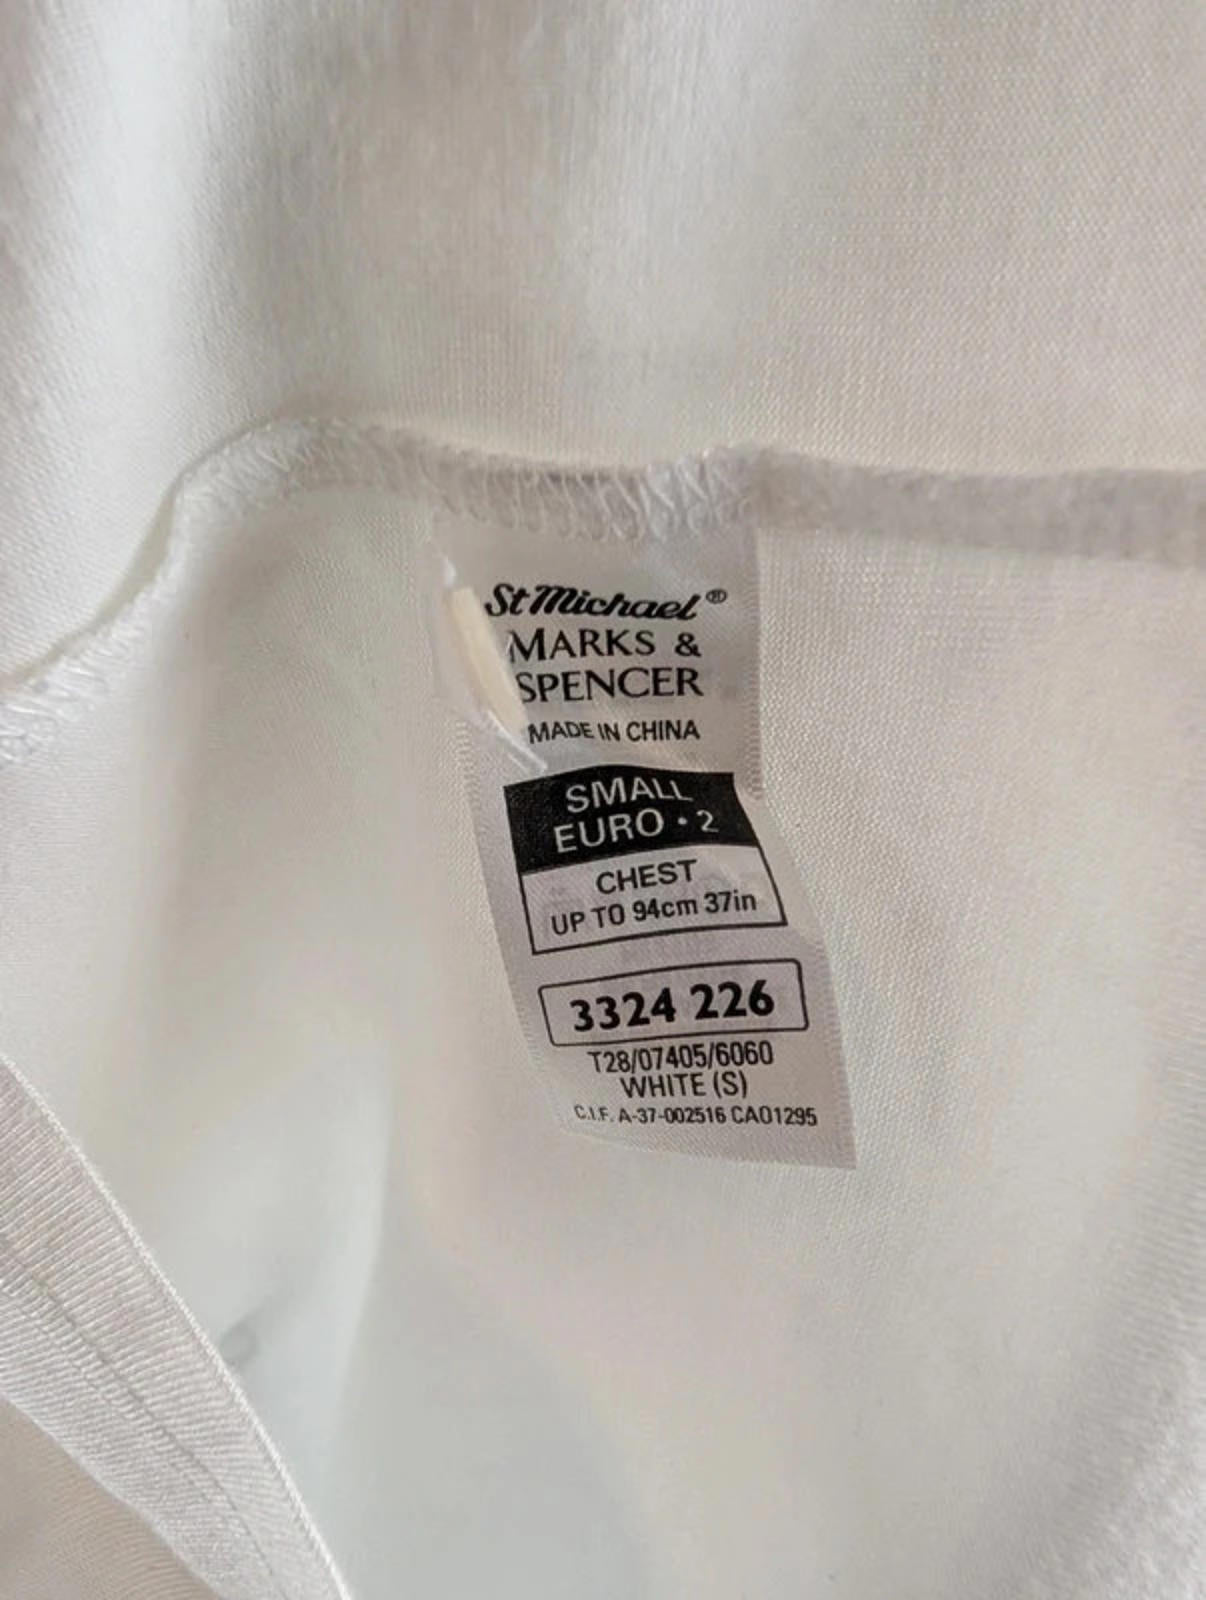 St Michael®
MARKS &
SPENCER
MADE IN CHINA
SMALL
EURO • 2
CHEST
UP TO 94cm 37in
3324 226
T28/07405/6060
WHITE (S)
C.I.F. A-37-002516 CA01295